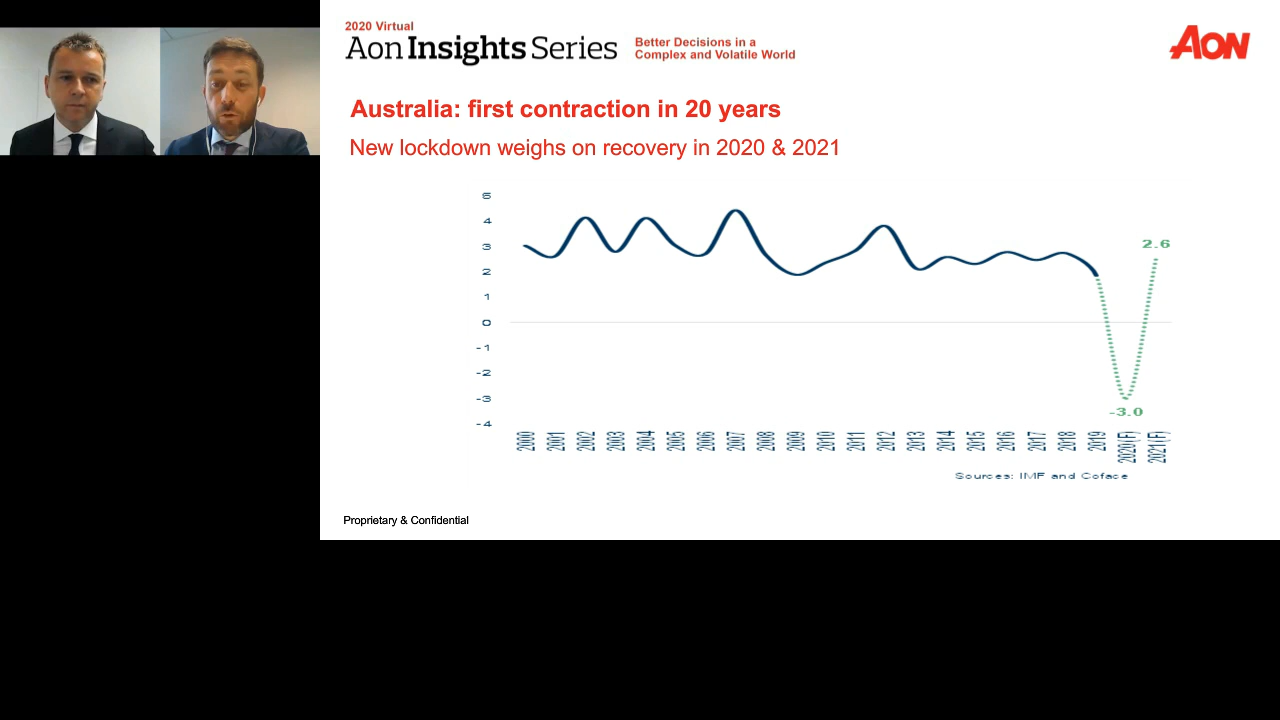 2020 Virtual
Aon Insights Series
Better Decisions in a
Complex and Volatile World
AON
Australia: first contraction in 20 years
New lockdown weighs on recovery in 2020 & 2021
5
4
3
2
1
0
-1
-2
-3
-4
2.6
-3.0
2000
2001
2002
2003
2004
2005
2006
2007
2008
2009
2010
2011
2012
2013
2014
2015
2016
2017
2018
2019
2020(F)
2021(F)
Sources: IMF and Coface
Proprietary & Confidential